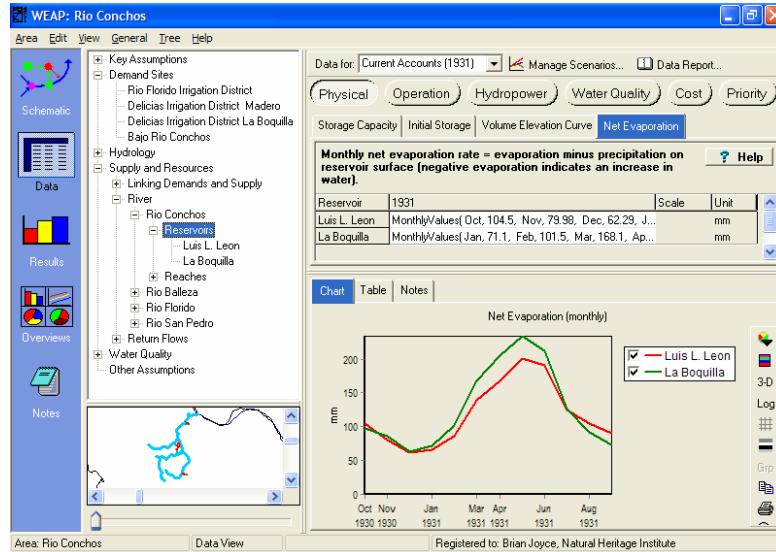 WEAP: Rio Conchos
Area Edit View General Tree Help
Schematic
Data
Results
Overviews
Notes
Key Assumptions
Demand Sites
Rio Florido Irrigation District
Delicias Irrigation District Madero
Delicias Irrigation District La Boquilla
Bajo Rio Conchos
Hydrology
Supply and Resources
Linking Demands and Supply
River
Rio Conchos
Reservoirs
Luis L. Leon
La Boquilla
Reaches
Rio Balleza
Rio Florido
Rio San Pedro
Return Flows
Water Quality
Other Assumptions
Data for: Current Accounts (1931) Manage Scenarios... Data Report...
Physical Operation Hydropower Water Quality Cost Priority
Storage Capacity Initial Storage Volume Elevation Curve Net Evaporation
Monthly net evaporation rate = evaporation minus precipitation on
reservoir surface (negative evaporation indicates an increase in
water).
? Help
Reservoir 1931 Scale Unit
Luis L. Leon MonthlyValues( Oct, 104.5, Nov, 79.98, Dec, 62.29, J... mm
La Boquilla MonthlyValues( Jan, 71.1, Feb, 101.5, Mar, 168.1, Ap... mm
Chart Table Notes
Net Evaporation (monthly)
200
150
100
50
0
mm
Oct Nov Jan Mar Apr Jun Aug
1930 1930 1931 1931 1931 1931 1931
Luis L. Leon
La Boquilla
3-D
Log
Grp
Area: Rio Conchos Data View Registered to: Brian Joyce, Natural Heritage Institute